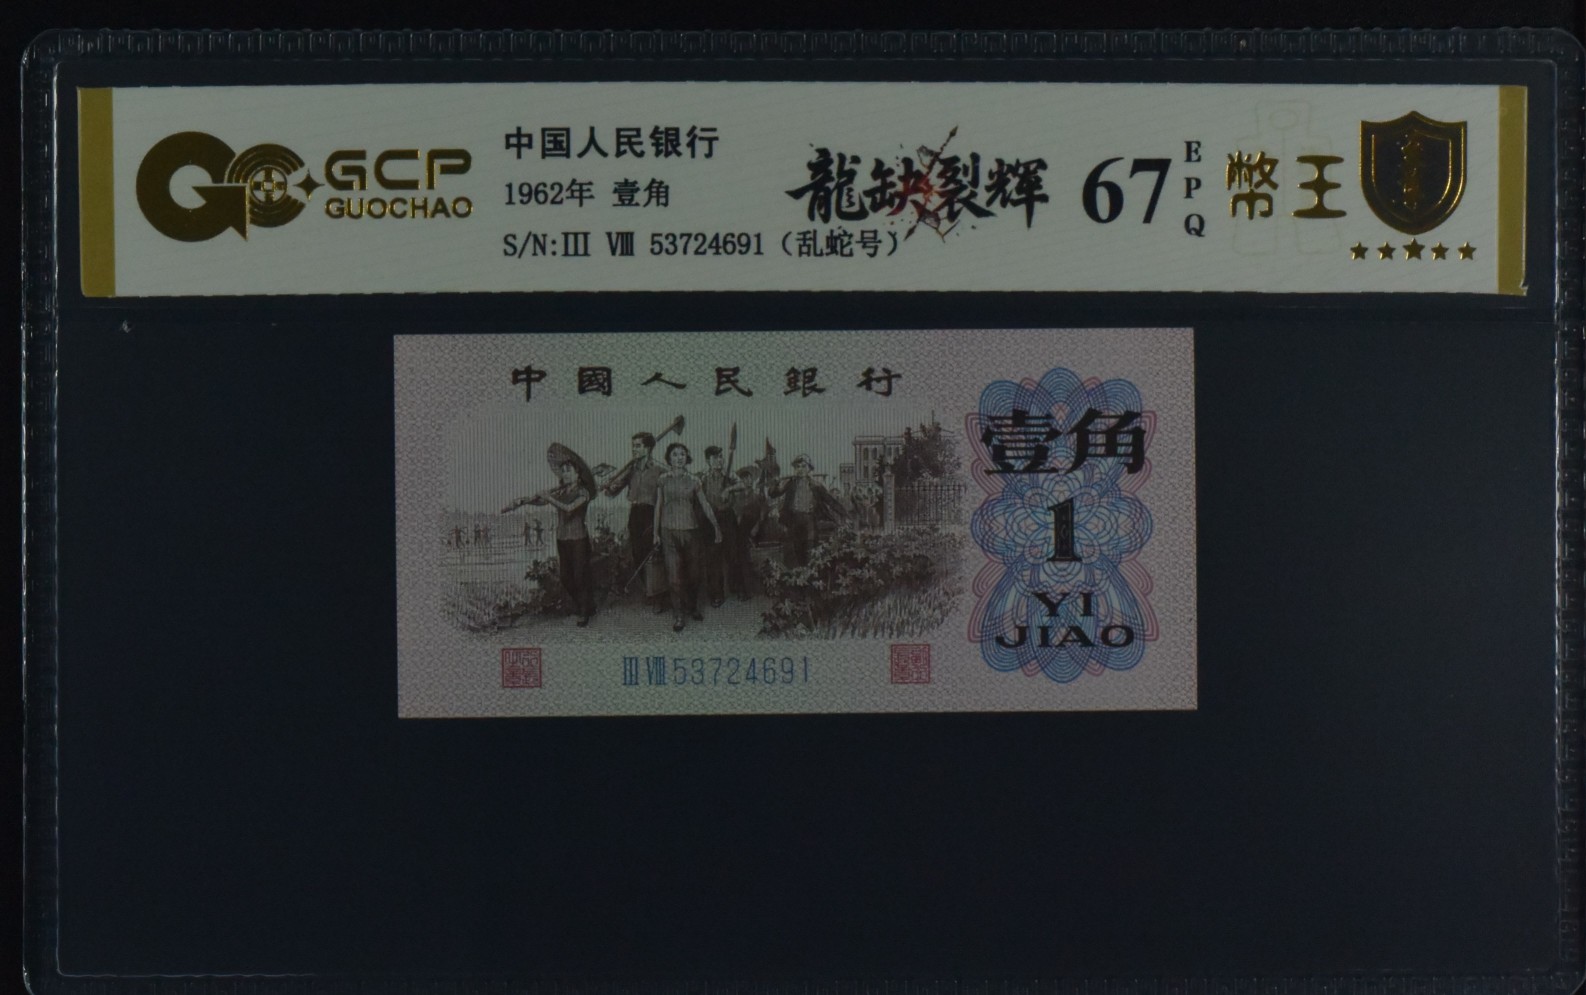 GCP
GUOCHAO
中国人民银行
1962年 壹角
S/N:III VIII 53724691（乱蛇号）
龍缺裂輝
67
EPQ
幣王
中國人民銀行
壹角
1
YI
JIAO
III VIII 53724691